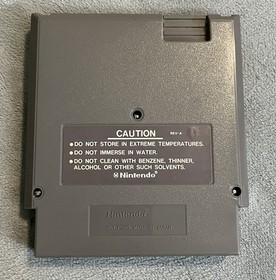 CAUTION REV-A
• DO NOT STORE IN EXTREME TEMPERATURES.
• DO NOT IMMERSE IN WATER.
• DO NOT CLEAN WITH BENZENE, THINNER,
ALCOHOL OR OTHER SUCH SOLVENTS.
Nintendo
Nintendo